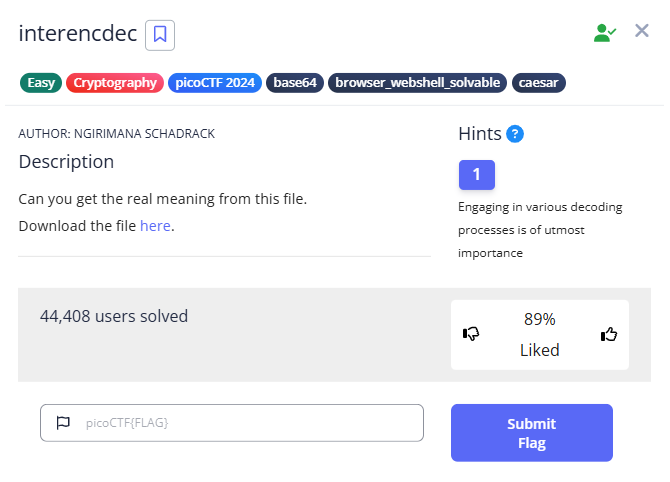 interencdec
Easy Cryptography picoCTF 2024 base64 browser_webshell_solvable caesar
AUTHOR: NGIRIMANA SCHADRACK
Description
Can you get the real meaning from this file.
Download the file here.
Hints ?
1
Engaging in various decoding
processes is of utmost
importance
44,408 users solved
89%
Liked
picoCTF{FLAG}
Submit
Flag